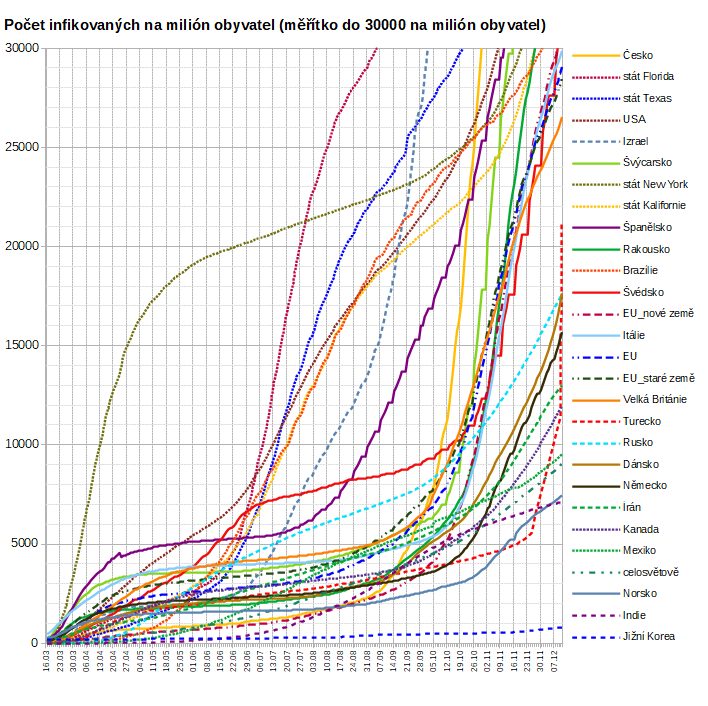 Počet infikovaných na milión obyvatel (měřítko do 30000 na milión obyvatel)
30000
25000
20000
15000
10000
5000
0
16.03
23.03
30.03
06.04
13.04
20.04
27.04
04.05
11.05
18.05
25.05
01.06
08.06
15.06
22.06
29.06
06.07
13.07
20.07
27.07
03.08
10.08
17.08
24.08
31.08
07.09
14.09
21.09
28.09
05.10
12.10
19.10
26.10
02.11
09.11
16.11
23.11
30.11
07.12
Česko
stát Florida
stát Texas
USA
Izrael
Švýcarsko
stát New York
stát Kalifornie
Španělsko
Rakousko
Brazilie
Švédsko
EU_nové země
Itálie
EU
EU_staré země
Velká Británie
Turecko
Rusko
Dánsko
Německo
Irán
Kanada
Mexiko
celosvětově
Norsko
Indie
Jižní Korea